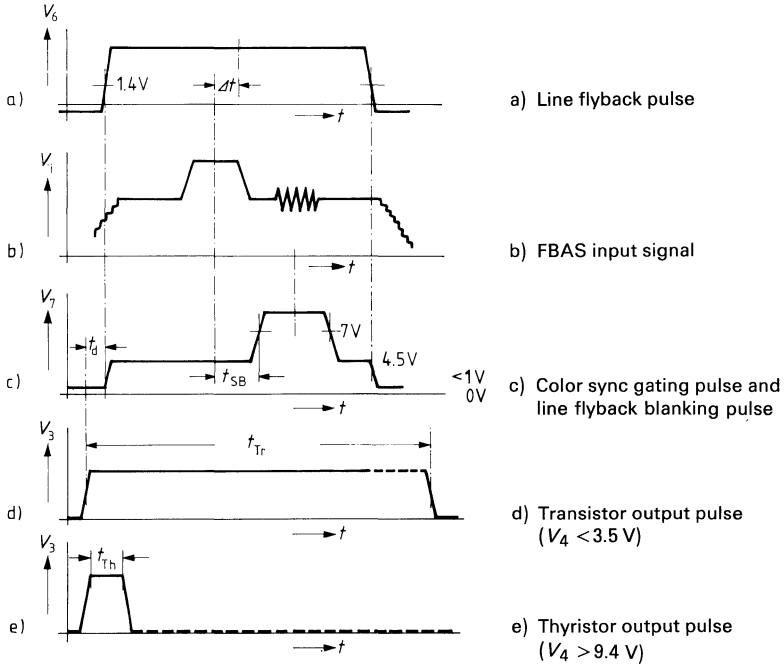 V6
1.4V
Δt
t
a)
a) Line flyback pulse
Vi
t
b)
b) FBAS input signal
V7
td
7V
4.5V
tSB
<1V
0V
t
c)
c) Color sync gating pulse and
line flyback blanking pulse
V3
tTr
t
d)
d) Transistor output pulse
(V4 <3.5 V)
V3
tTh
t
e)
e) Thyristor output pulse
(V4 >9.4 V)